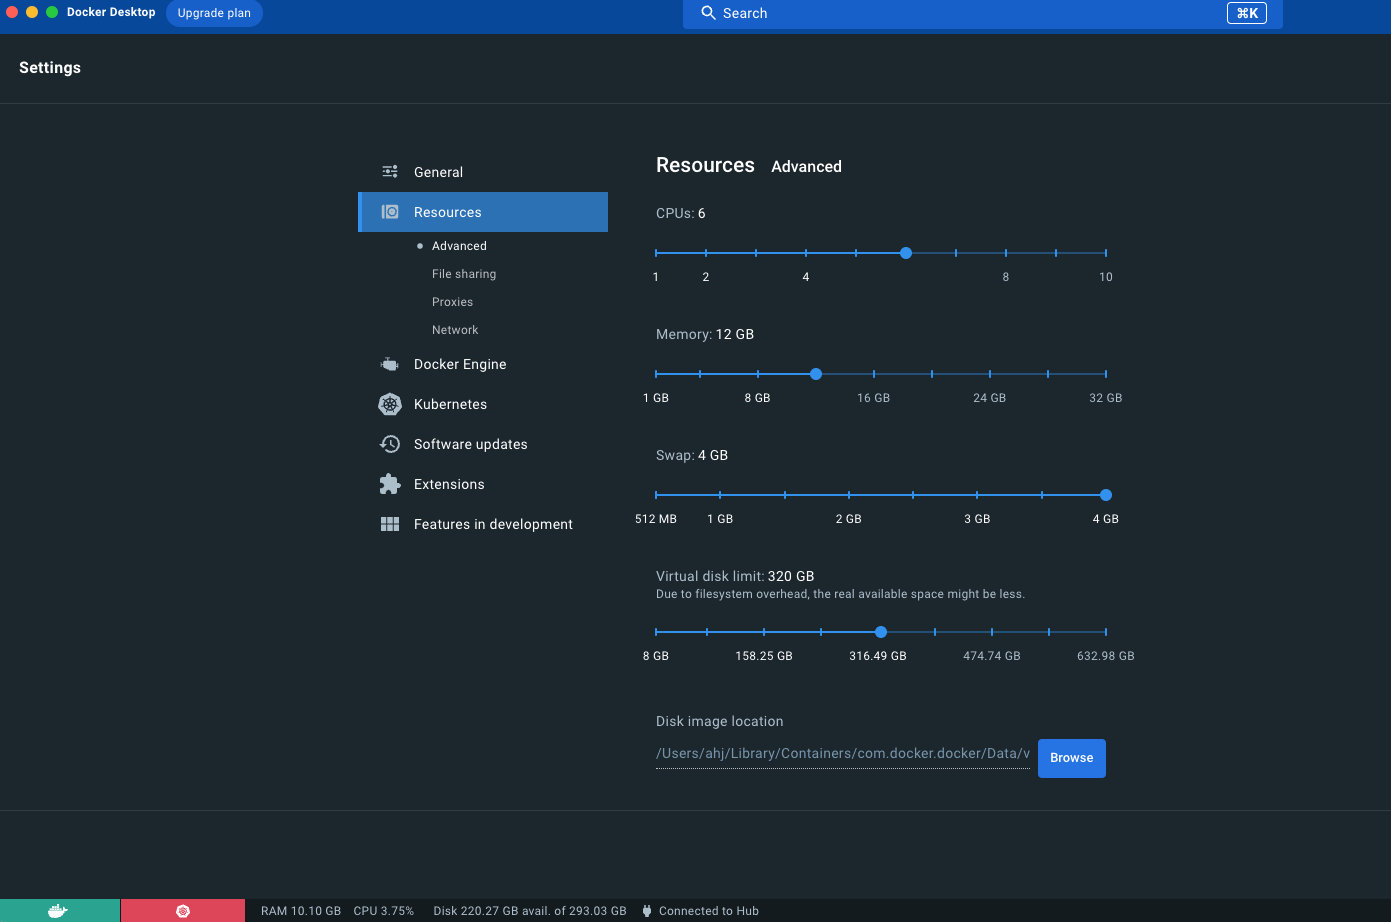 Docker Desktop Upgrade plan Search ⌘K
Settings
General
Resources
Advanced
File sharing
Proxies
Network
Docker Engine
Kubernetes
Software updates
Extensions
Features in development
Resources Advanced
CPUs: 6
1 2 4 8 10
Memory: 12 GB
1 GB 8 GB 16 GB 24 GB 32 GB
Swap: 4 GB
512 MB 1 GB 2 GB 3 GB 4 GB
Virtual disk limit: 320 GB
Due to filesystem overhead, the real available space might be less.
8 GB 158.25 GB 316.49 GB 474.74 GB 632.98 GB
Disk image location
/Users/ahj/Library/Containers/com.docker.docker/Data/v
Browse
RAM 10.10 GB CPU 3.75% Disk 220.27 GB avail. of 293.03 GB Connected to Hub